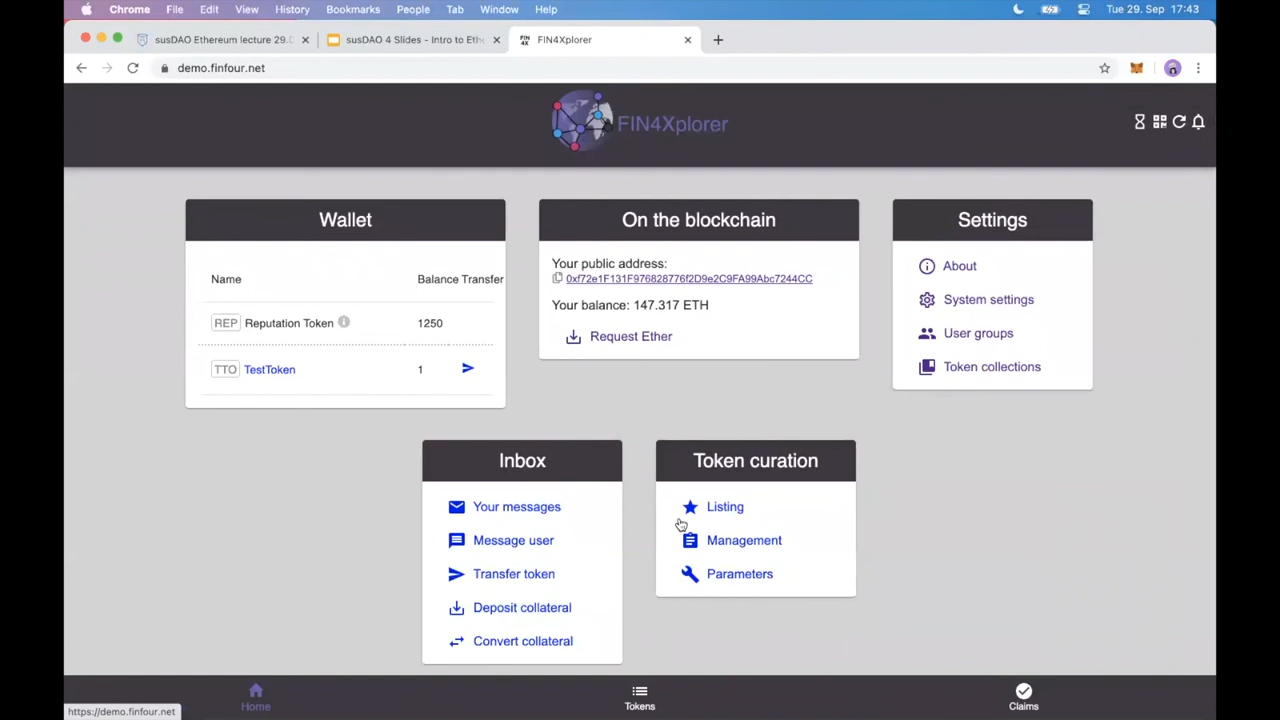 Chrome File Edit View History Bookmarks People Tab Window Help Tue 29. Sep 17:43
susDAO Ethereum lecture 29.
susDAO 4 Slides - Intro to Eth
FIN4Xplorer
demo.finfour.net
FIN4Xplorer
Wallet
Name Balance Transfer
REP Reputation Token 1250
TTO TestToken 1
On the blockchain
Your public address:
0xf72e1F131F976828776f2D9e2C9FA99Abc7244CC
Your balance: 147.317 ETH
Request Ether
Settings
About
System settings
User groups
Token collections
Inbox
Your messages
Message user
Transfer token
Deposit collateral
Convert collateral
Token curation
Listing
Management
Parameters
Home
Tokens
Claims
https://demo.finfour.net